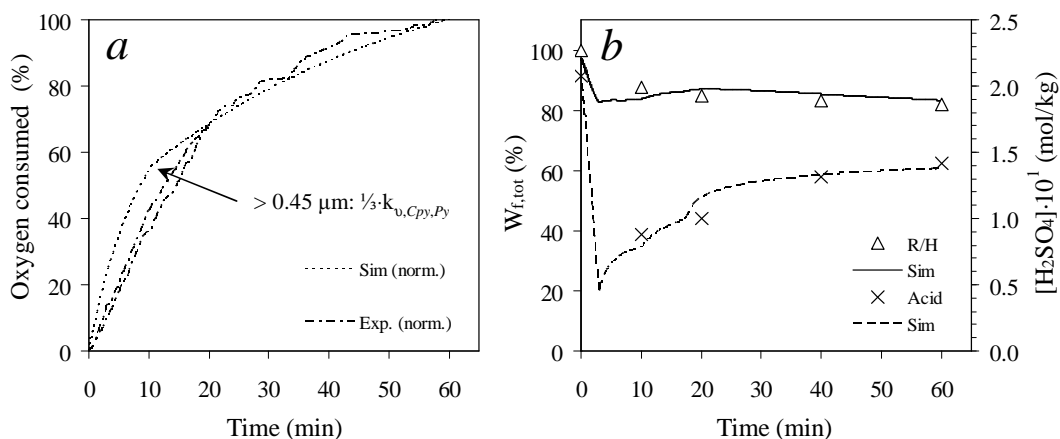 a
100
80
60
40
20
0
Oxygen consumed (%)
> 0.45 μm: ⅓·kυ,Cpy,Py
Sim (norm.)
Exp. (norm.)
0 10 20 30 40 50 60
Time (min)
b
100
80
60
40
20
0
Wf,tot (%)
R/H
Sim
Acid
Sim
2.5
2.0
1.5
1.0
0.5
0.0
[H2SO4]·10¹ (mol/kg)
0 10 20 30 40 50 60
Time (min)